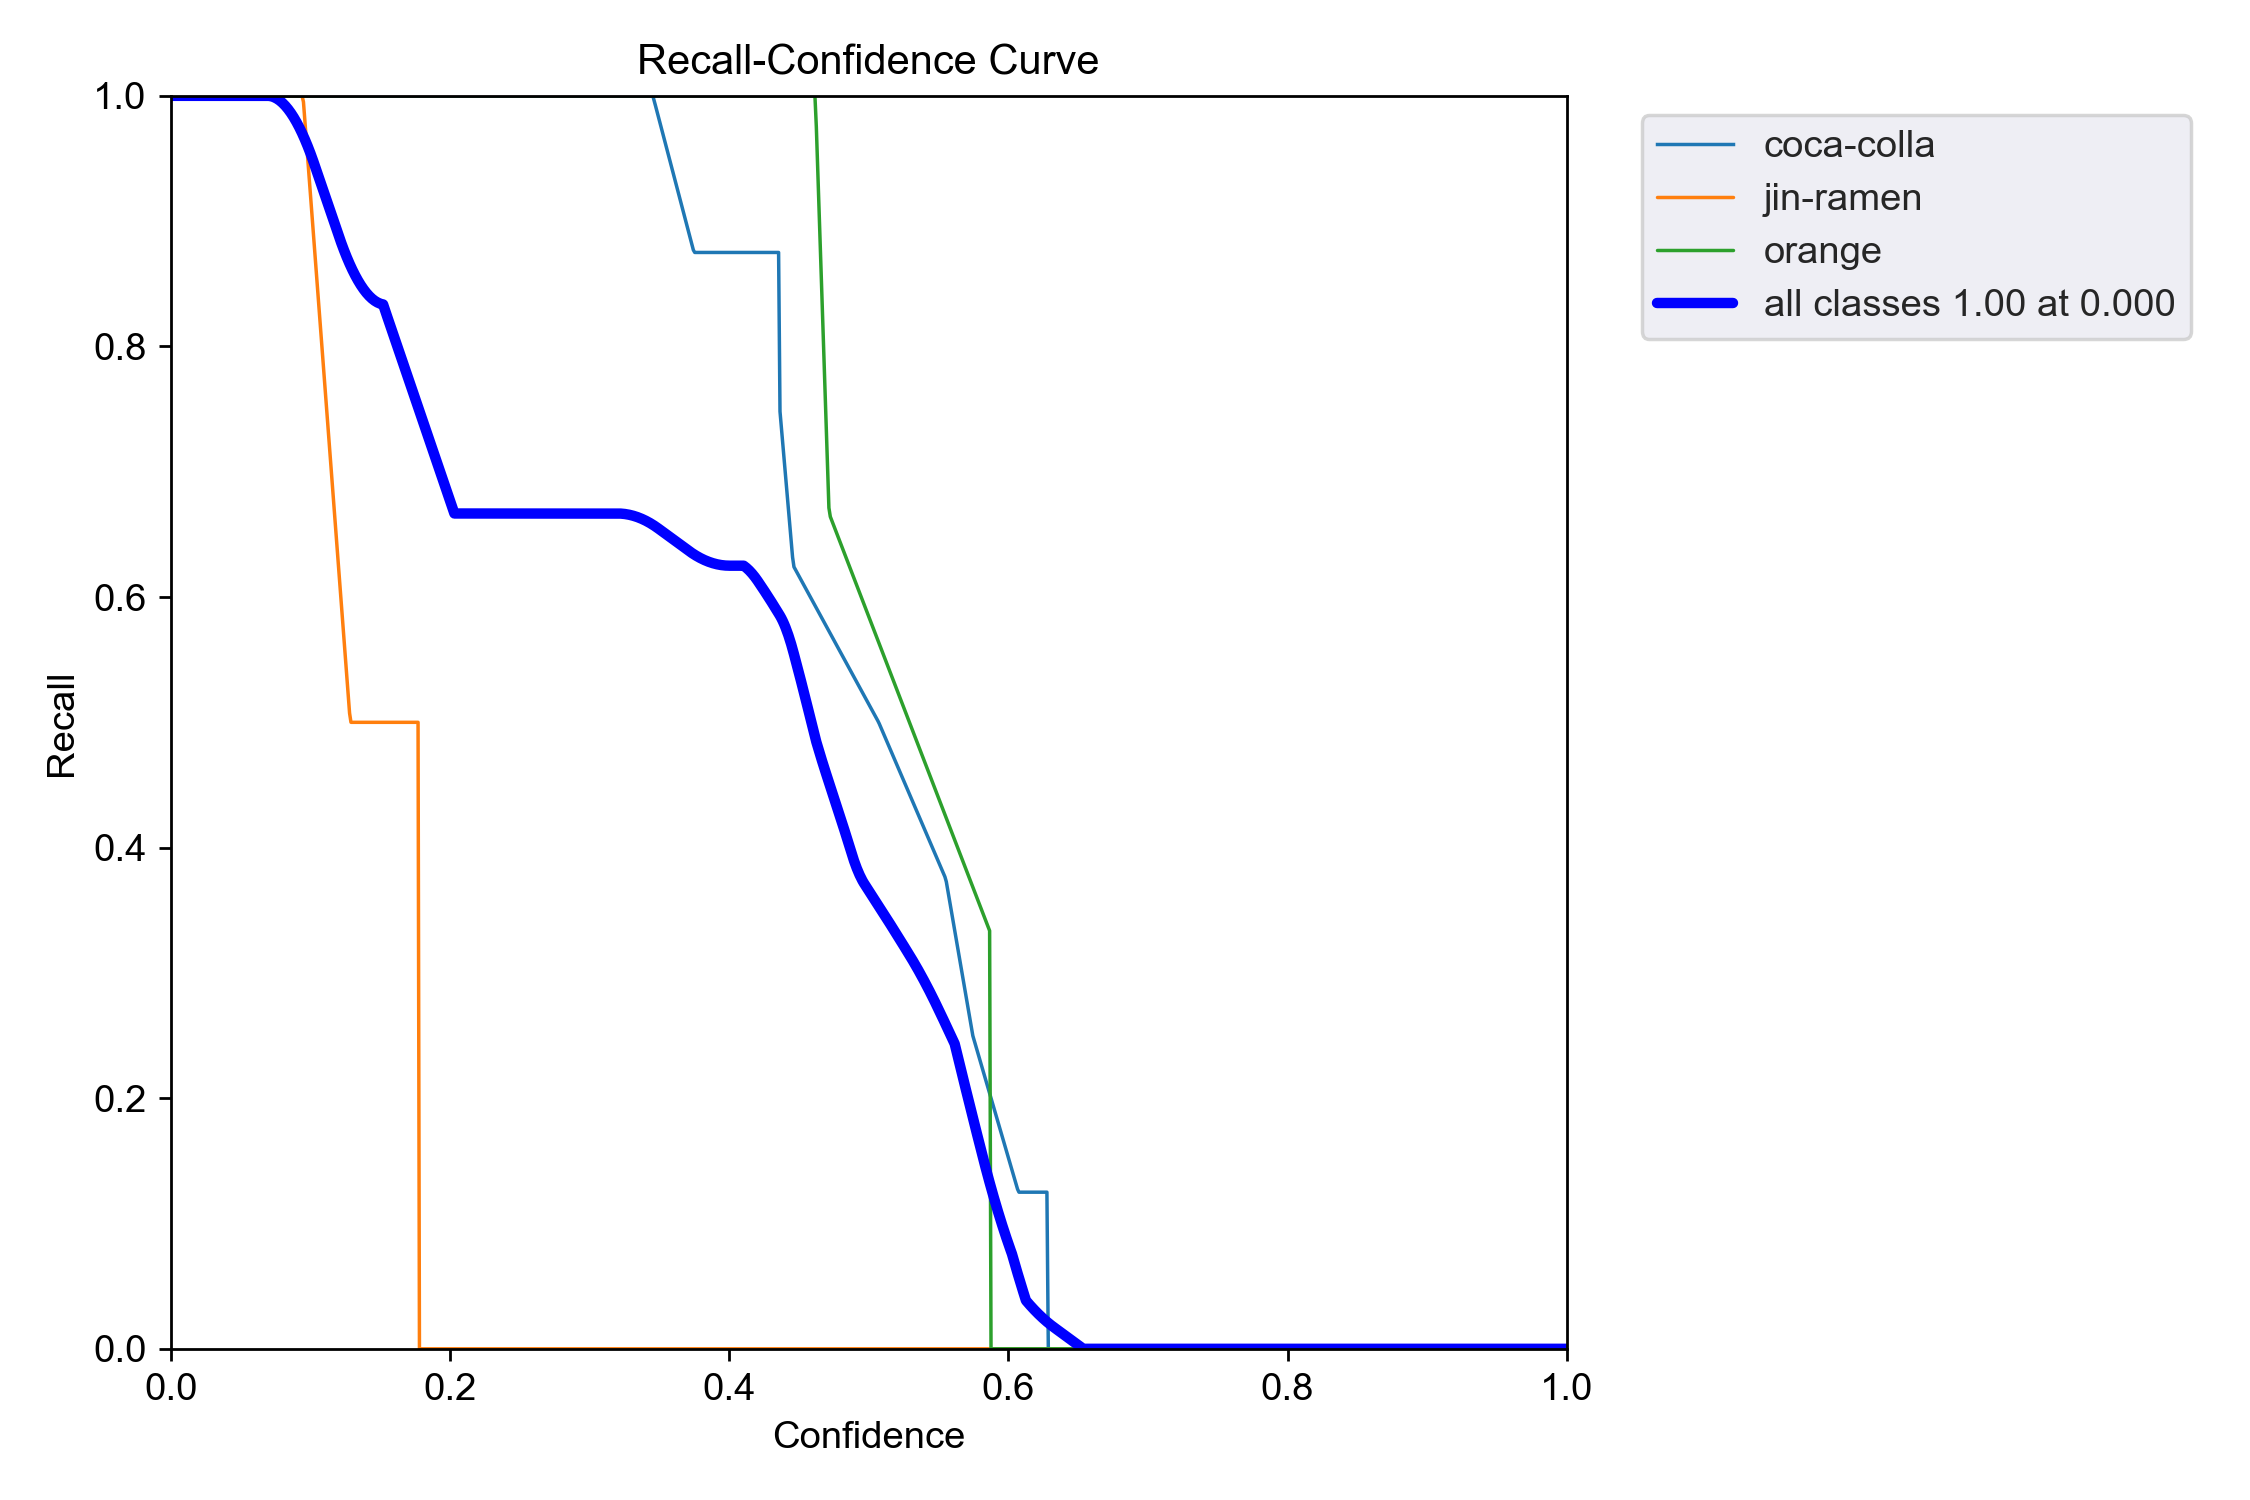 Recall-Confidence Curve
1.0
0.8
0.6
0.4
0.2
0.0
Recall
0.0 0.2 0.4 0.6 0.8 1.0
Confidence
coca-colla
jin-ramen
orange
all classes 1.00 at 0.000